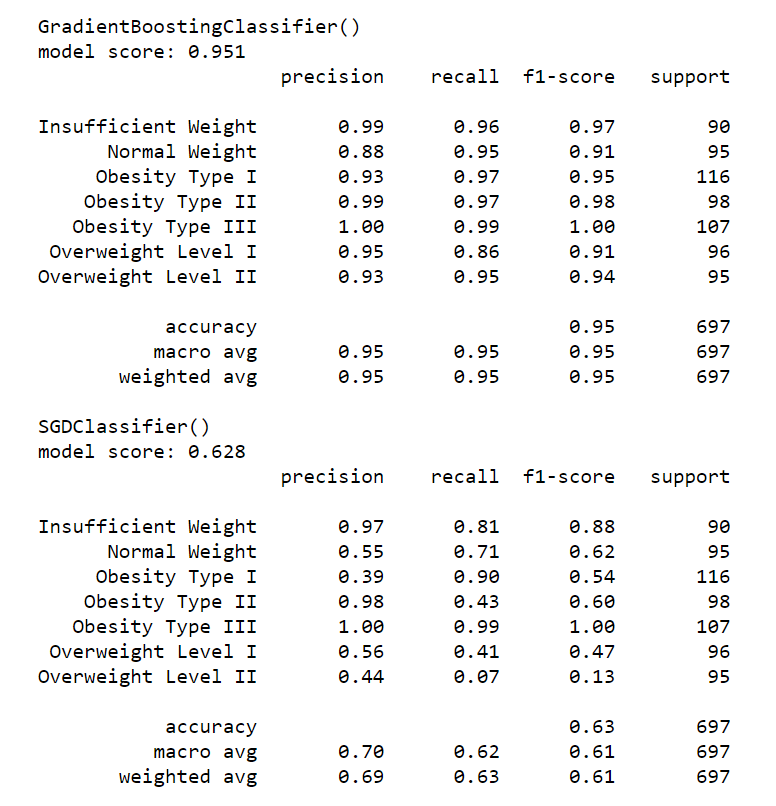 GradientBoostingClassifier()
model score: 0.951
precision recall f1-score support
Insufficient Weight 0.99 0.96 0.97 90
Normal Weight 0.88 0.95 0.91 95
Obesity Type I 0.93 0.97 0.95 116
Obesity Type II 0.99 0.97 0.98 98
Obesity Type III 1.00 0.99 1.00 107
Overweight Level I 0.95 0.86 0.91 96
Overweight Level II 0.93 0.95 0.94 95
accuracy 0.95 697
macro avg 0.95 0.95 0.95 697
weighted avg 0.95 0.95 0.95 697
SGDClassifier()
model score: 0.628
precision recall f1-score support
Insufficient Weight 0.97 0.81 0.88 90
Normal Weight 0.55 0.71 0.62 95
Obesity Type I 0.39 0.90 0.54 116
Obesity Type II 0.98 0.43 0.60 98
Obesity Type III 1.00 0.99 1.00 107
Overweight Level I 0.56 0.41 0.47 96
Overweight Level II 0.44 0.07 0.13 95
accuracy 0.63 697
macro avg 0.70 0.62 0.61 697
weighted avg 0.69 0.63 0.61 697